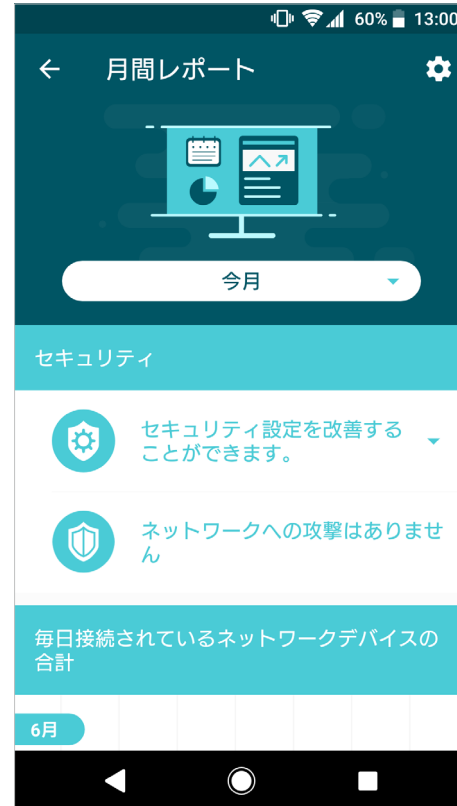 60% 13:00
月間レポート
今月
セキュリティ
セキュリティ設定を改善する
ことができます。
ネットワークへの攻撃はありませ
ん
毎日接続されているネットワークデバイスの
合計
6月